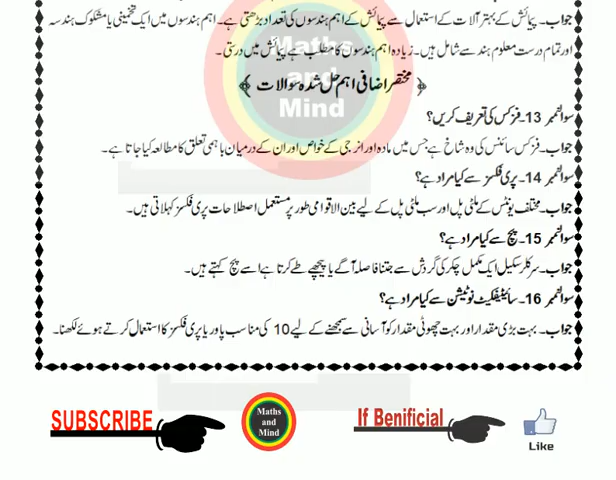 جواب۔ پیمائش کے بہتر آلات کے استعمال سے پیمائش کے اہم ہندسوں کی تعداد بڑھتی ہے۔ اہم ہندسوں میں ایک تخمینی یا مشکوک ہندسہ
اور تمام درست معلوم ہندسے شامل ہیں۔ زیادہ اہم ہندسوں کا مطلب ہے پیمائش میں درستی۔
﴿ مختصر اضافی اہم حل شدہ سوالات ﴾
سوالنمبر 13۔ فزکس کی تعریف کریں؟
جواب۔ فزکس سائنس کی وہ شاخ ہے جس میں مادہ اور انرجی کے خواص اور ان کے درمیان باہمی تعلق کا مطالعہ کیا جاتا ہے۔
سوالنمبر 14۔ پری فکسز سے کیا مراد ہے؟
جواب۔ مختلف یونٹس کے ملٹی پل اور سب ملٹی پل کے لیے بین الاقوامی طور پر مستعمل اصطلاحات پری فکسز کہلاتی ہیں۔
سوالنمبر 15۔ پچ سے کیا مراد ہے؟
جواب۔ سرکلر سکیل ایک مکمل چکر کی گردش سے جتنا فاصلہ آگے یا پیچھے طے کرتا ہے اسے پچ کہتے ہیں۔
سوالنمبر 16۔ سائنٹیفک نوٹیشن سے کیا مراد ہے؟
جواب۔ بہت بڑی مقدار اور بہت چھوٹی مقدار کو آسانی سے سمجھنے کے لیے 10 کی مناسب پاور یا پری فکسز کا استعمال کرتے ہوئے لکھنا۔
Maths
and
Mind
SUBSCRIBE
Maths
and
Mind
If Benificial
Like